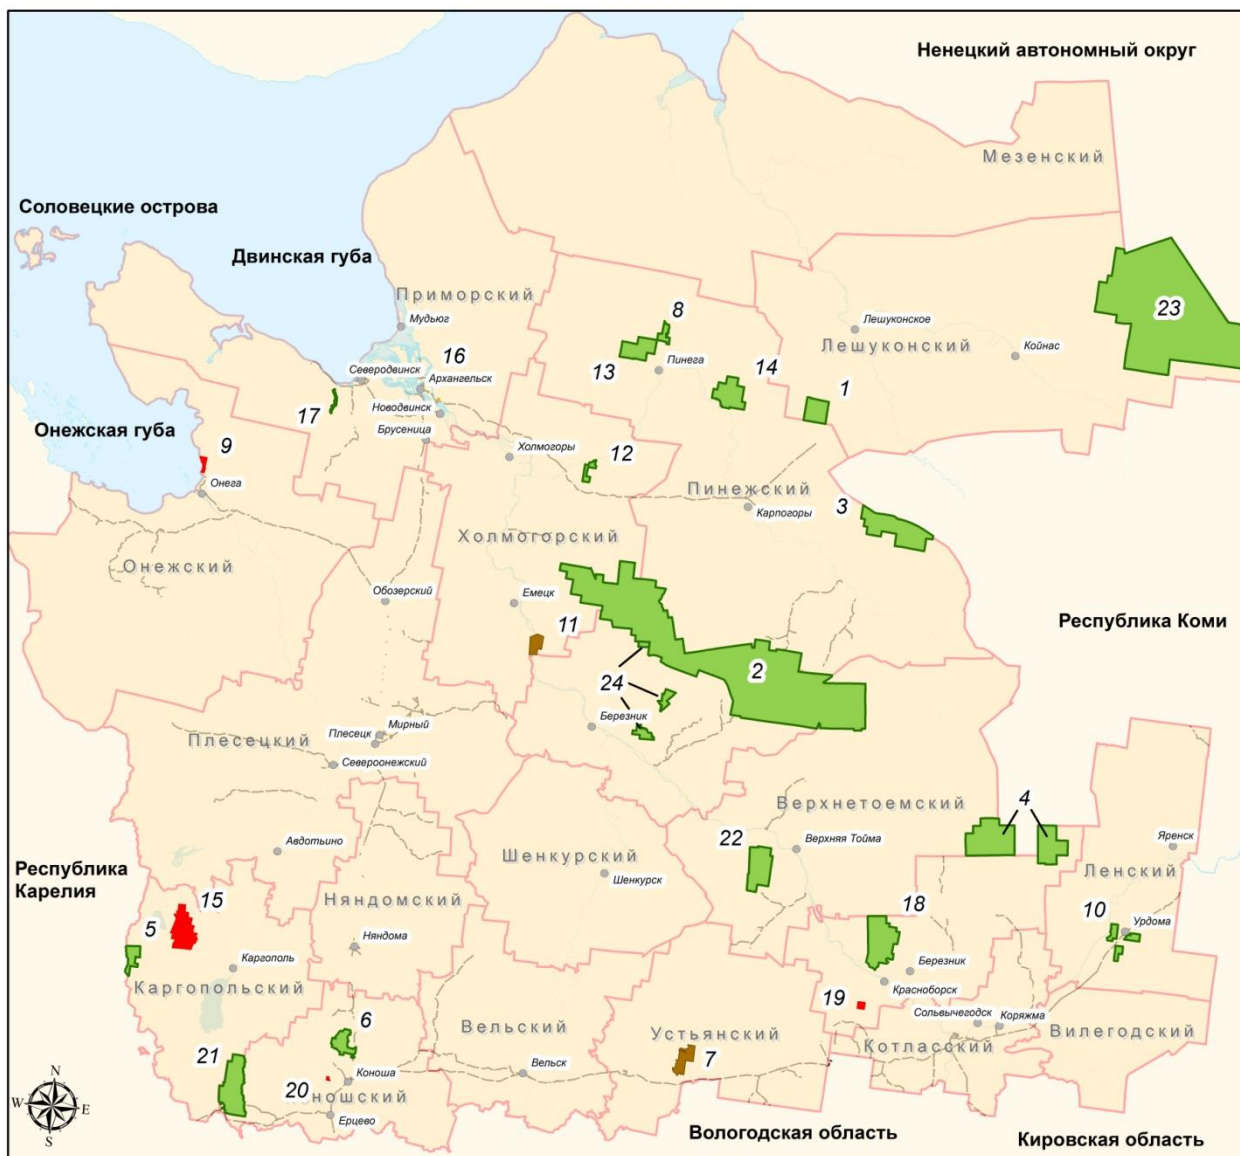 Ненецкий автономный округ
Мезенский
Соловецкие острова
Двинская губа
Приморский
Мудьюг
8
23
Лешуконское
Лешуконский
Койнас
13
Пинега
14
1
16
Северодвинск
Архангельск
17
Новодвинск
Брусеница
Онежская губа
9
Онега
Холмогоры
12
Пинежский
Карпогоры
3
Холмогорский
Онежский
Обозерский
Емецк
11
Республика Коми
2
24
Березник
Плесецкий
Мирный
Плесецк
Североонежский
Верхнетоемский
4
22
Верхняя Тойма
Яренск
Ленский
Авдотьино
Шенкурский
Шенкурск
Республика
Карелия
15
Няндомский
18
10
Урдома
5
Няндома
Каргополь
Березник
Каргопольский
Красноборск
19
Сольвычегодск
Коряжма
6
Вельский
Устьянский
Котласский
Вилегодский
21
7
Коноша
Вельск
20
ношский
Ерцево
N
W
E
S
Вологодская область
Кировская область